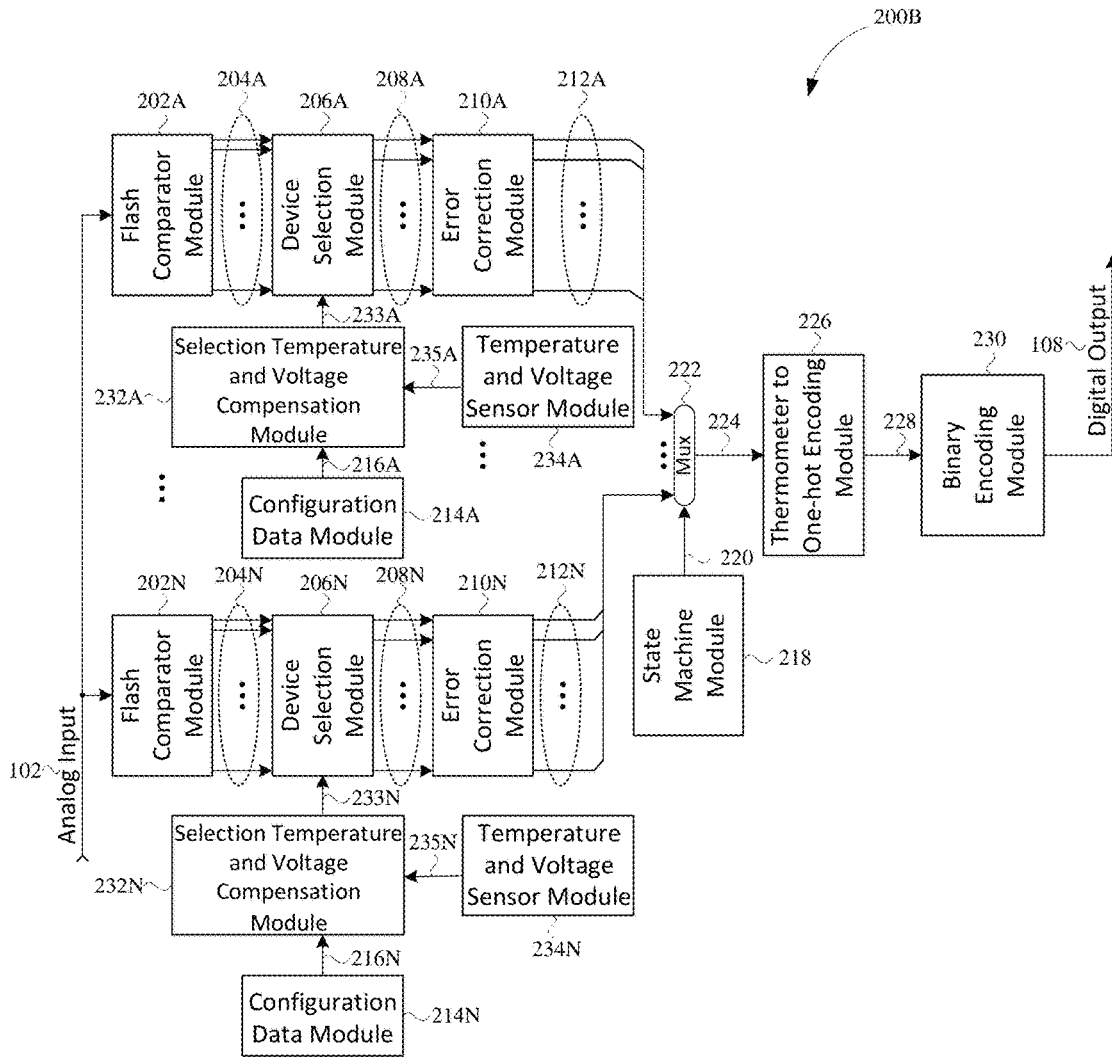 200B
204A
208A
212A
202A
206A
210A
Flash
Comparator
Module
Device
Selection
Module
Error
Correction
Module
233A
Selection Temperature
and Voltage
Compensation
Module
232A
235A
Temperature
and Voltage
Sensor Module
234A
216A
Configuration
Data Module
214A
222
Mux
224
226
Thermometer to
One-hot Encoding
Module
228
230
Binary
Encoding
Module
108
Digital Output
220
State
Machine
Module
218
204N
208N
212N
202N
206N
210N
Flash
Comparator
Module
Device
Selection
Module
Error
Correction
Module
102
Analog Input
233N
Selection Temperature
and Voltage
Compensation
Module
232N
235N
Temperature
and Voltage
Sensor Module
234N
216N
Configuration
Data Module
214N